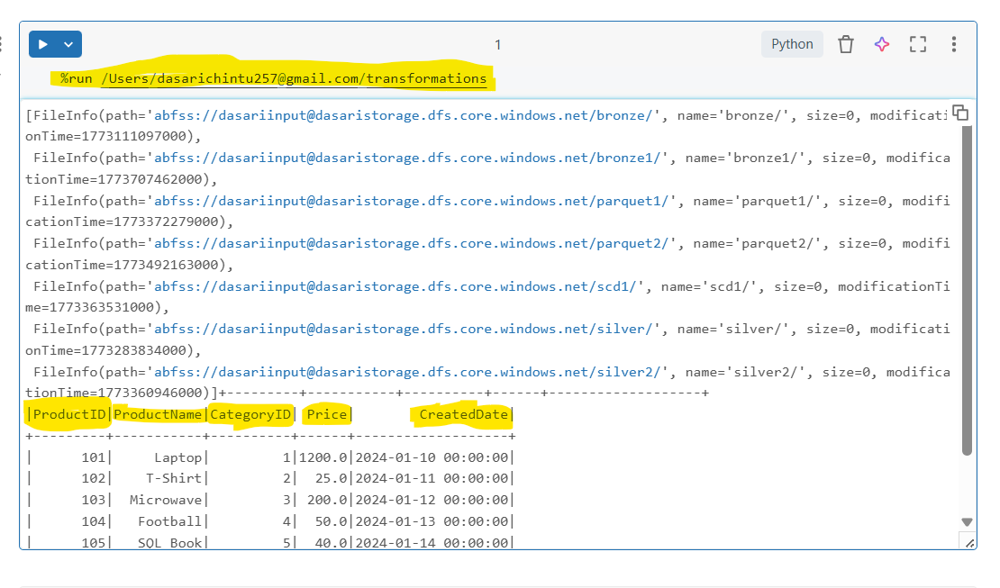 1
Python
%run /Users/dasarichintu257@gmail.com/transformations
[FileInfo(path='abfss://dasariinput@dasaristorage.dfs.core.windows.net/bronze/', name='bronze/', size=0, modificati
onTime=1773111097000),
 FileInfo(path='abfss://dasariinput@dasaristorage.dfs.core.windows.net/bronze1/', name='bronze1/', size=0, modifica
tionTime=1773707462000),
 FileInfo(path='abfss://dasariinput@dasaristorage.dfs.core.windows.net/parquet1/', name='parquet1/', size=0, modifi
cationTime=1773372279000),
 FileInfo(path='abfss://dasariinput@dasaristorage.dfs.core.windows.net/parquet2/', name='parquet2/', size=0, modifi
cationTime=1773492163000),
 FileInfo(path='abfss://dasariinput@dasaristorage.dfs.core.windows.net/scd1/', name='scd1/', size=0, modificationTi
me=1773363531000),
 FileInfo(path='abfss://dasariinput@dasaristorage.dfs.core.windows.net/silver/', name='silver/', size=0, modificati
onTime=1773283834000),
 FileInfo(path='abfss://dasariinput@dasaristorage.dfs.core.windows.net/silver2/', name='silver2/', size=0, modifica
tionTime=1773360946000)]+---------+-----------+----------+------+-------------------+
|ProductID|ProductName|CategoryID| Price|        CreatedDate|
+---------+-----------+----------+------+-------------------+
|      101|     Laptop|         1|1200.0|2024-01-10 00:00:00|
|      102|    T-Shirt|         2|  25.0|2024-01-11 00:00:00|
|      103|  Microwave|         3| 200.0|2024-01-12 00:00:00|
|      104|   Football|         4|  50.0|2024-01-13 00:00:00|
|      105|   SQL Book|         5|  40.0|2024-01-14 00:00:00|